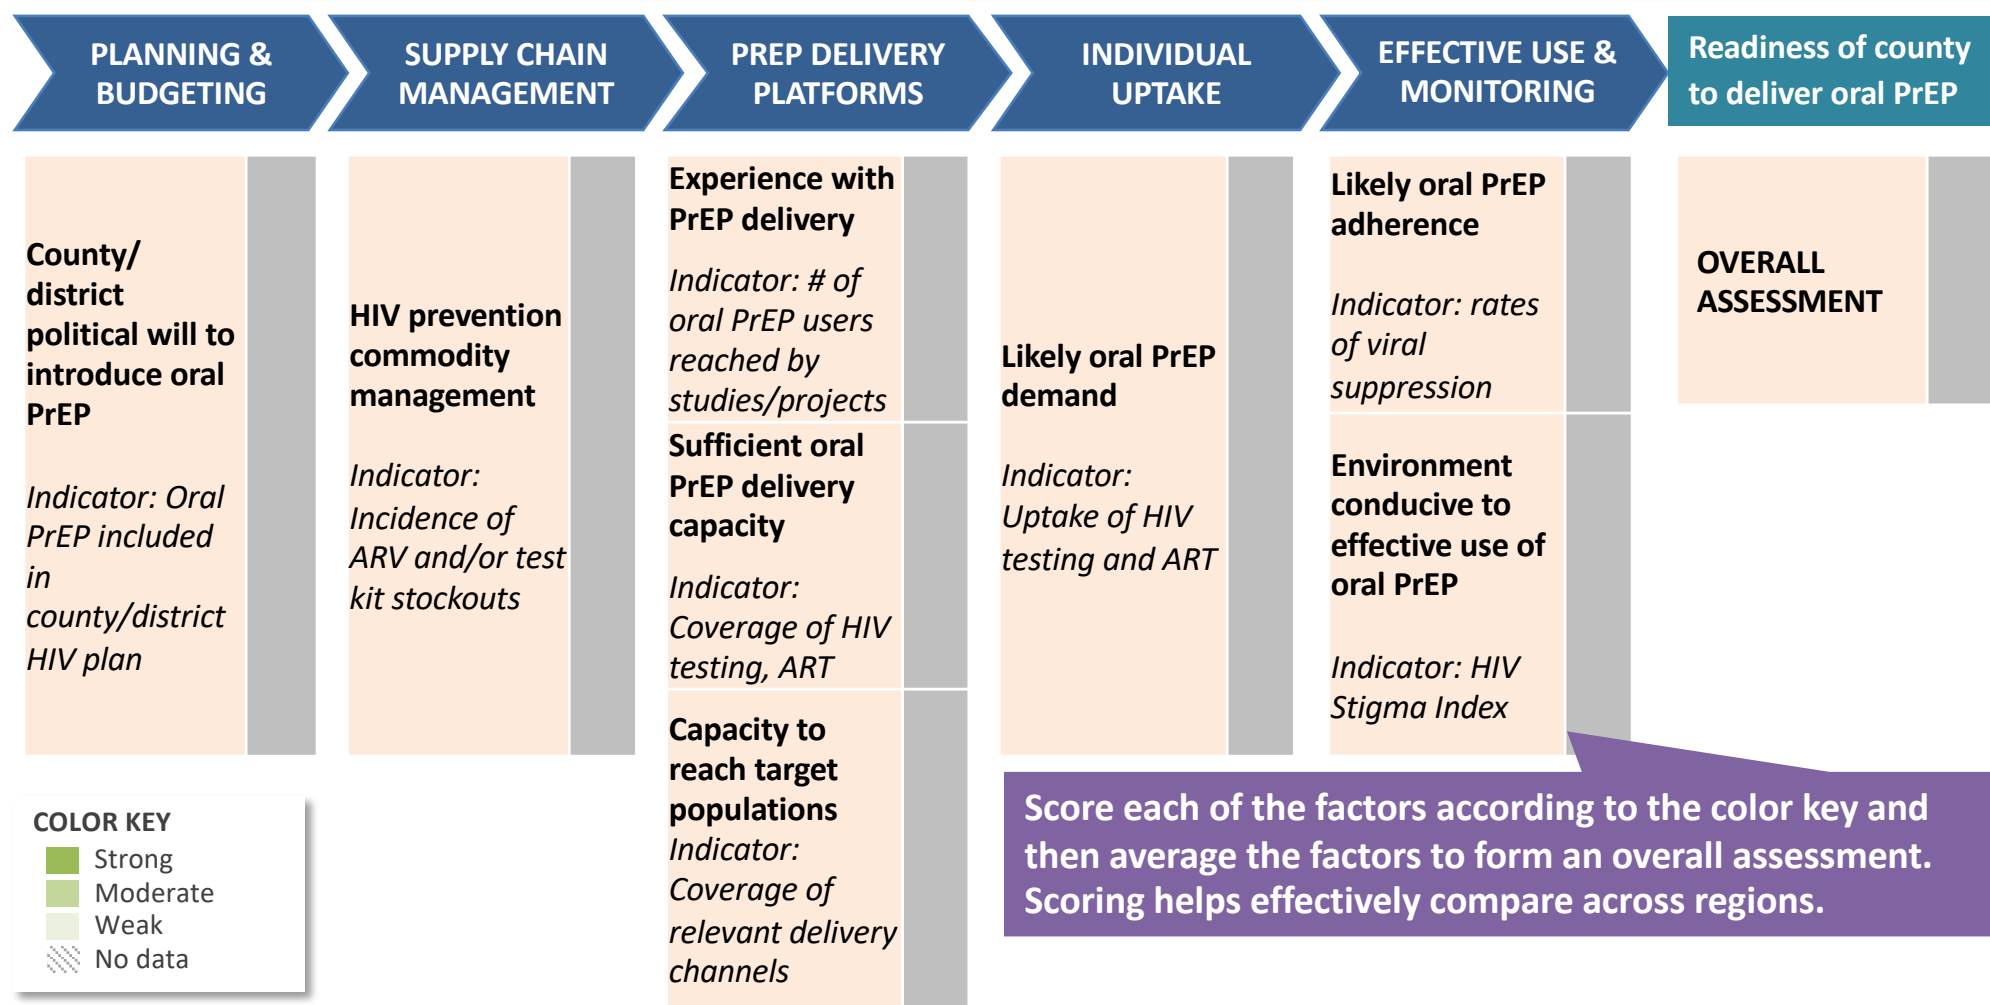 PLANNING &
BUDGETING
SUPPLY CHAIN
MANAGEMENT
PREP DELIVERY
PLATFORMS
INDIVIDUAL
UPTAKE
EFFECTIVE USE &
MONITORING
Readiness of county
to deliver oral PrEP
County/
district
political will to
introduce oral
PrEP
Indicator: Oral
PrEP included
in
county/district
HIV plan
HIV prevention
commodity
management
Indicator:
Incidence of
ARV and/or test
kit stockouts
Experience with
PrEP delivery
Indicator: # of
oral PrEP users
reached by
studies/projects
Sufficient oral
PrEP delivery
capacity
Indicator:
Coverage of HIV
testing, ART
Capacity to
reach target
populations
Indicator:
Coverage of
relevant delivery
channels
Likely oral PrEP
demand
Indicator:
Uptake of HIV
testing and ART
Likely oral PrEP
adherence
Indicator: rates
of viral
suppression
Environment
conducive to
effective use of
oral PrEP
Indicator: HIV
Stigma Index
OVERALL
ASSESSMENT
COLOR KEY
Strong
Moderate
Weak
No data
Score each of the factors according to the color key and
then average the factors to form an overall assessment.
Scoring helps effectively compare across regions.